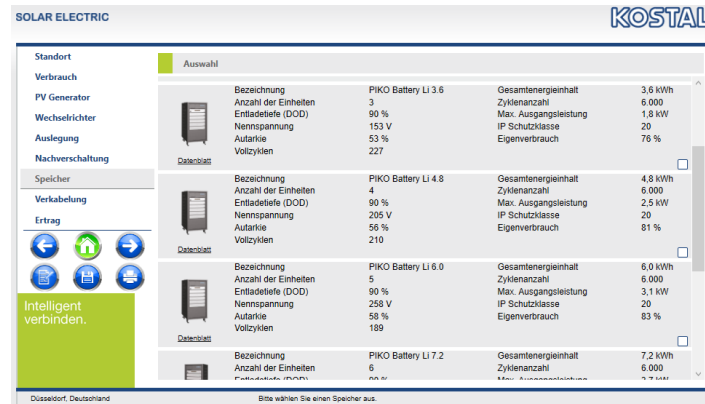 SOLAR ELECTRIC
KOSTAL
Standort
Verbrauch
PV Generator
Wechselrichter
Auslegung
Nachverschaltung
Speicher
Verkabelung
Ertrag
Intelligent
verbinden.
Auswahl
Bezeichnung PIKO Battery Li 3.6 Gesamtenergieinhalt 3,6 kWh
Anzahl der Einheiten 3 Zyklenanzahl 6.000
Entladetiefe (DOD) 90 % Max. Ausgangsleistung 1,8 kW
Nennspannung 153 V IP Schutzklasse 20
Autarkie 53 % Eigenverbrauch 76 %
Vollzyklen 227
Datenblatt
Bezeichnung PIKO Battery Li 4.8 Gesamtenergieinhalt 4,8 kWh
Anzahl der Einheiten 4 Zyklenanzahl 6.000
Entladetiefe (DOD) 90 % Max. Ausgangsleistung 2,5 kW
Nennspannung 205 V IP Schutzklasse 20
Autarkie 56 % Eigenverbrauch 81 %
Vollzyklen 210
Datenblatt
Bezeichnung PIKO Battery Li 6.0 Gesamtenergieinhalt 6,0 kWh
Anzahl der Einheiten 5 Zyklenanzahl 6.000
Entladetiefe (DOD) 90 % Max. Ausgangsleistung 3,1 kW
Nennspannung 258 V IP Schutzklasse 20
Autarkie 58 % Eigenverbrauch 83 %
Vollzyklen 189
Datenblatt
Bezeichnung PIKO Battery Li 7.2 Gesamtenergieinhalt 7,2 kWh
Anzahl der Einheiten 6 Zyklenanzahl 6.000
Entladetiefe (DOD) 90 % Max. Ausgangsleistung 3,7 kW
Düsseldorf, Deutschland Bitte wählen Sie einen Speicher aus.